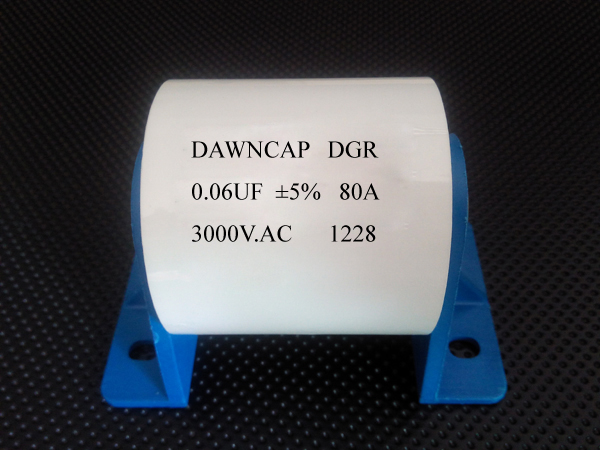 DAWNCAP DGR
0.06UF ±5% 80A
3000V.AC 1228